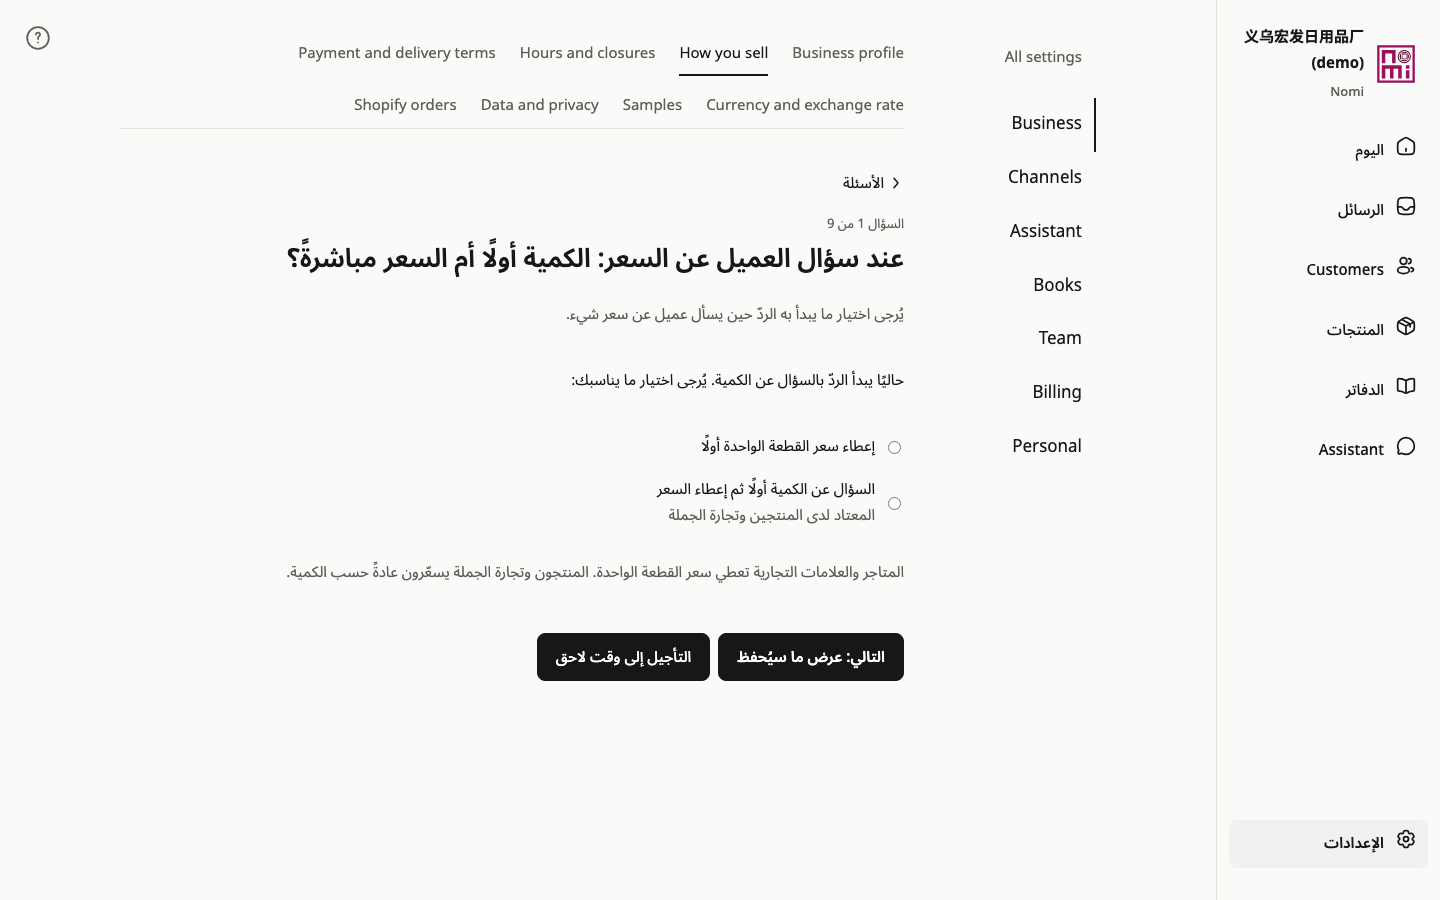 义乌宏发日用品厂
(demo)
Nomi
اليوم
الرسائل
Customers
المنتجات
الدفاتر
Assistant
الإعدادات
All settings
Business
Channels
Assistant
Books
Team
Billing
Personal
Business profile
How you sell
Hours and closures
Payment and delivery terms
Currency and exchange rate
Samples
Data and privacy
Shopify orders
الأسئلة
السؤال 1 من 9
عند سؤال العميل عن السعر: الكمية أولًا أم السعر مباشرةً؟
يُرجى اختيار ما يبدأ به الردّ حين يسأل عميل عن سعر شيء.
حاليًا يبدأ الردّ بالسؤال عن الكمية. يُرجى اختيار ما يناسبك:
إعطاء سعر القطعة الواحدة أولًا
السؤال عن الكمية أولًا ثم إعطاء السعر
المعتاد لدى المنتجين وتجارة الجملة
المتاجر والعلامات التجارية تعطي سعر القطعة الواحدة. المنتجون وتجارة الجملة يسعّرون عادةً حسب الكمية.
التالي: عرض ما سيُحفظ
التأجيل إلى وقت لاحق